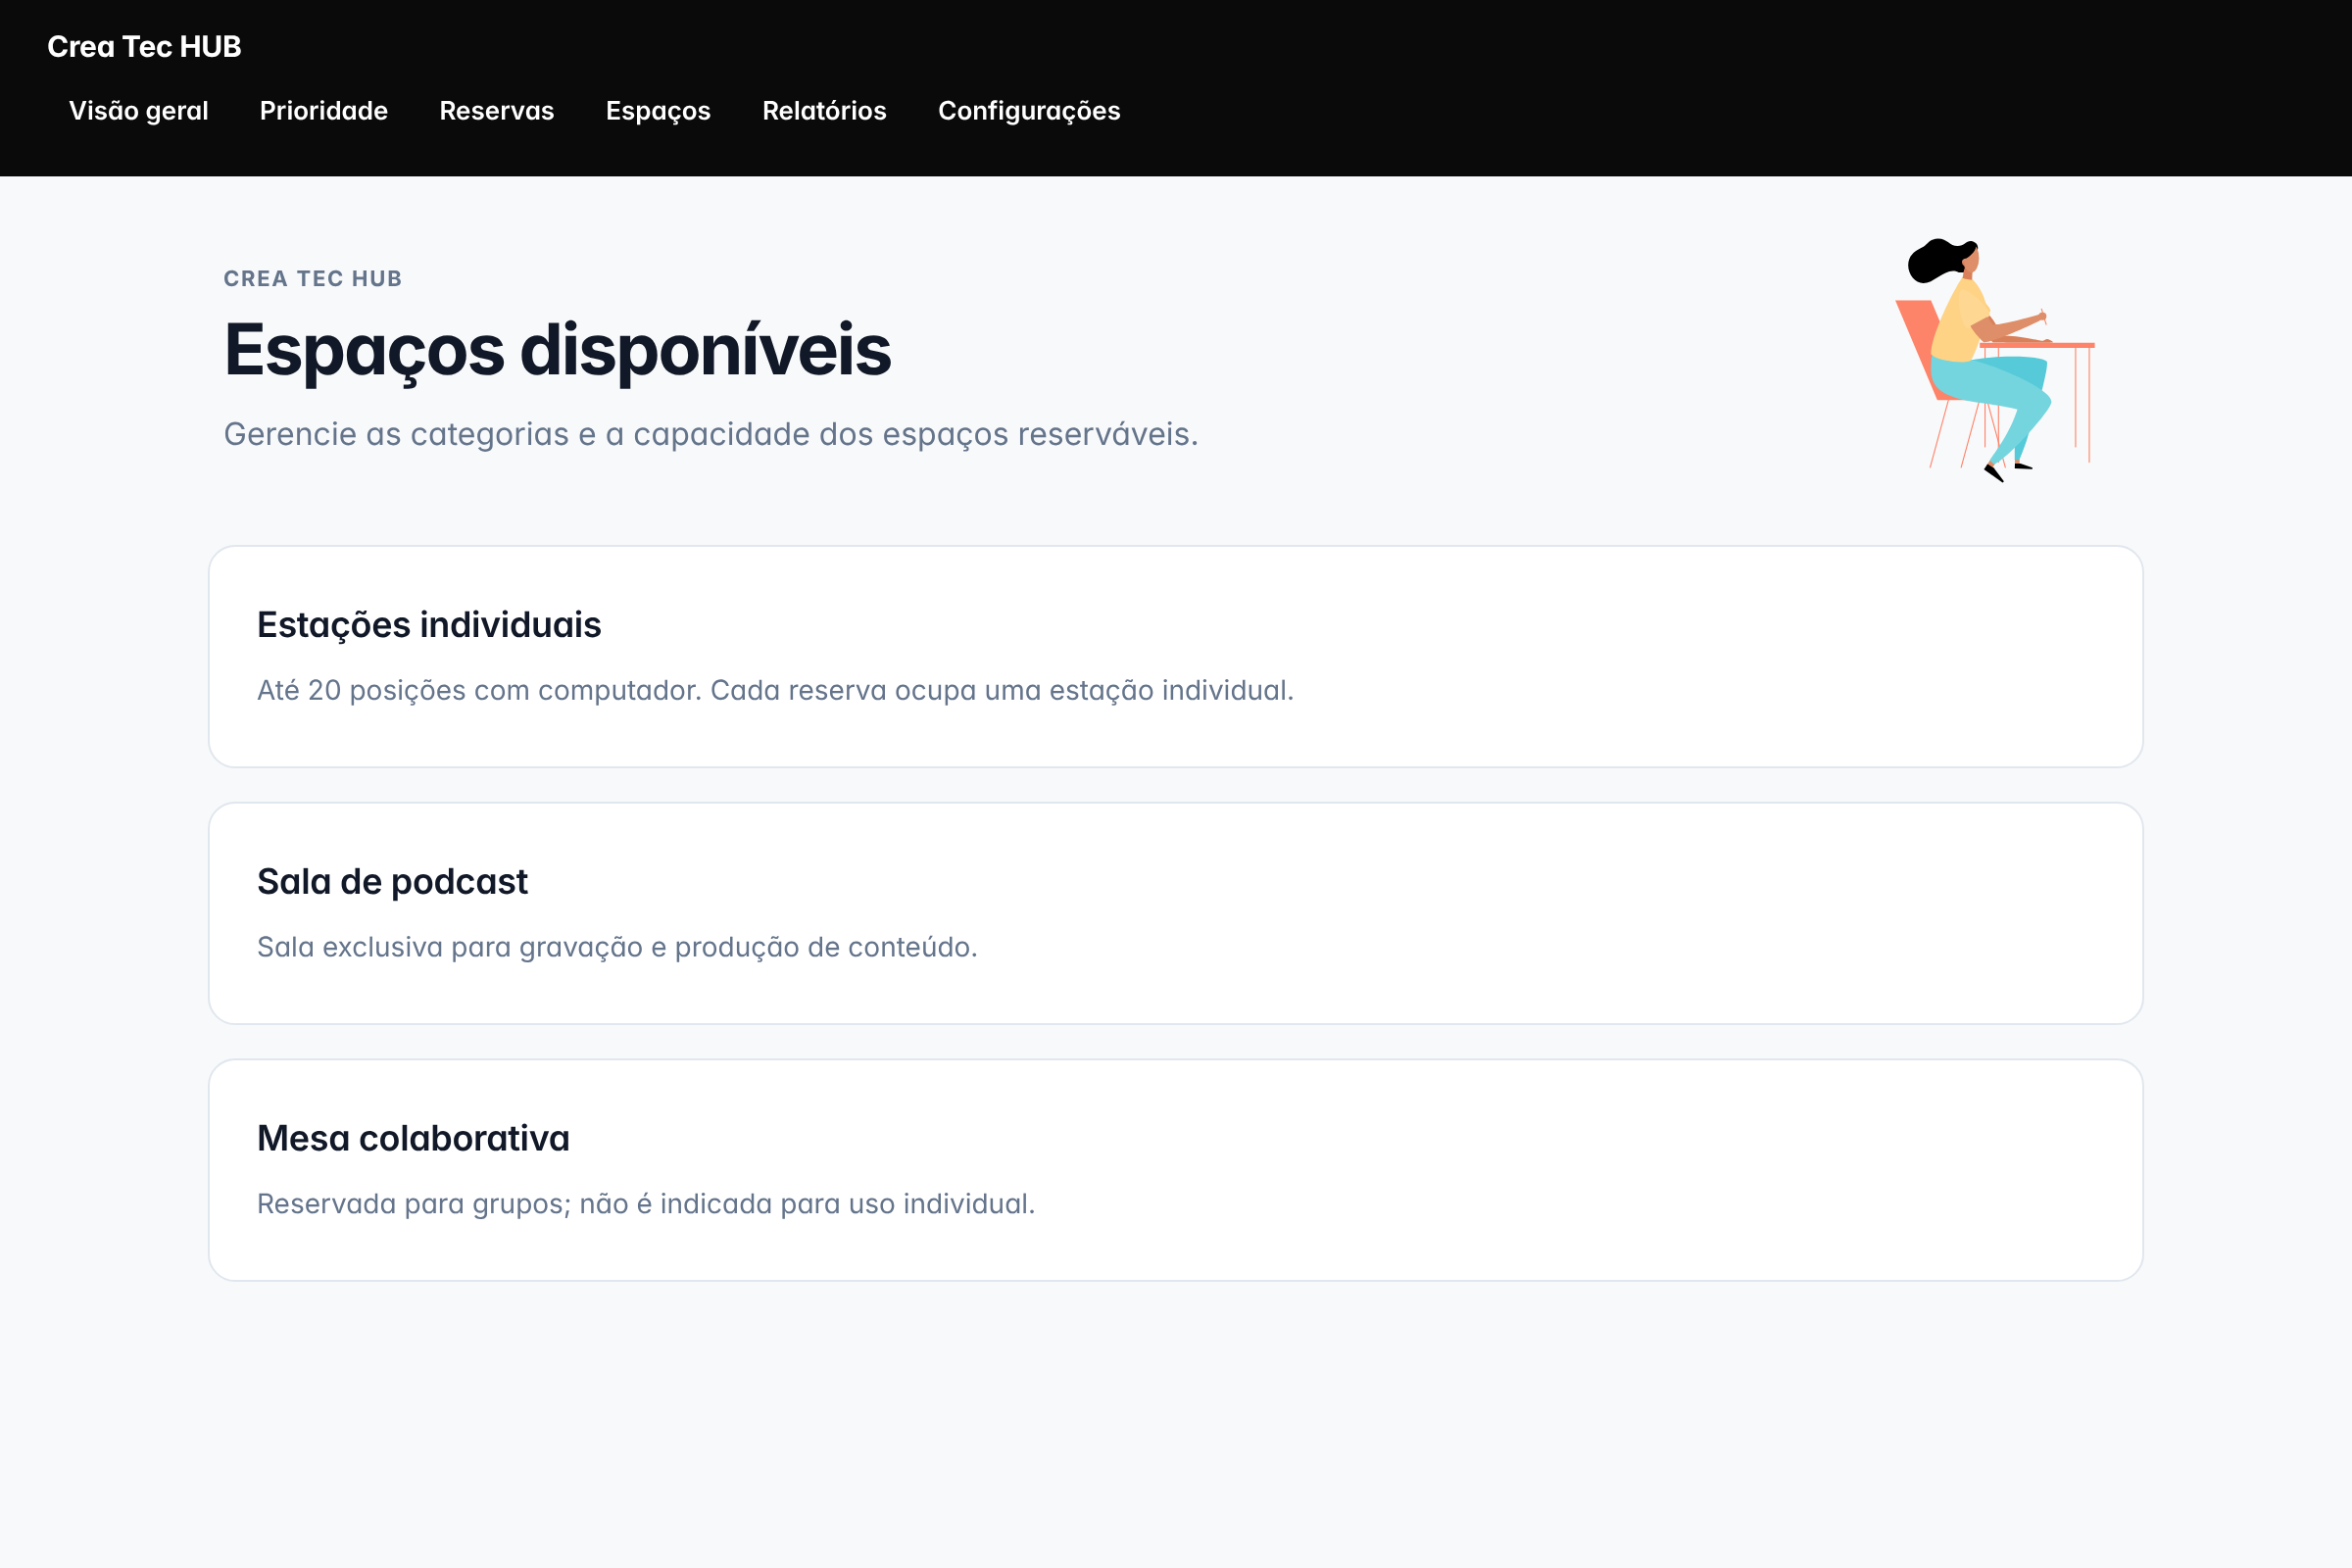 Crea Tec HUB
Visão geral Prioridade Reservas Espaços Relatórios Configurações
CREA TEC HUB
Espaços disponíveis
Gerencie as categorias e a capacidade dos espaços reserváveis.
Estações individuais
Até 20 posições com computador. Cada reserva ocupa uma estação individual.
Sala de podcast
Sala exclusiva para gravação e produção de conteúdo.
Mesa colaborativa
Reservada para grupos; não é indicada para uso individual.